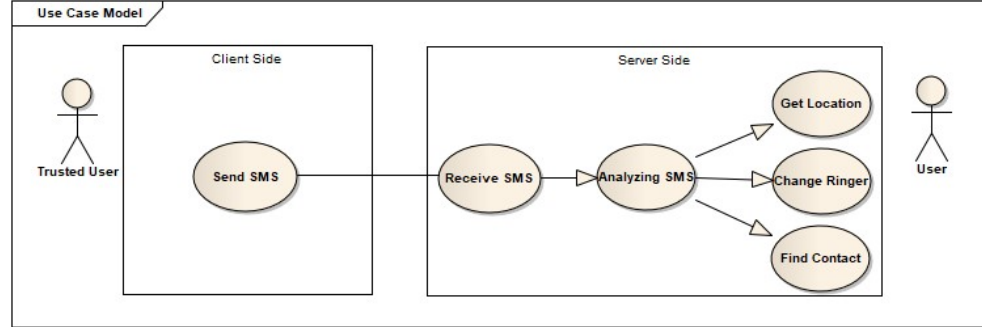 Use Case Model
Client Side
Server Side
Trusted User
Send SMS
Receive SMS
Analyzing SMS
Get Location
Change Ringer
Find Contact
User